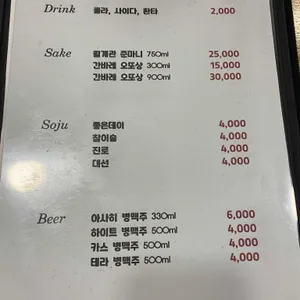 Drink 콜라, 사이다, 환타 2,000
Sake 월계관 준마니 750ml 25,000
간바레 오또상 300ml 15,000
간바레 오또상 900ml 30,000
Soju 좋은데이 4,000
참이슬 4,000
진로 4,000
대선 4,000
Beer 아사히 병맥주 330ml 6,000
하이트 병맥주 500ml 4,000
카스 병맥주 500ml 4,000
테라 병맥주 500ml 4,000